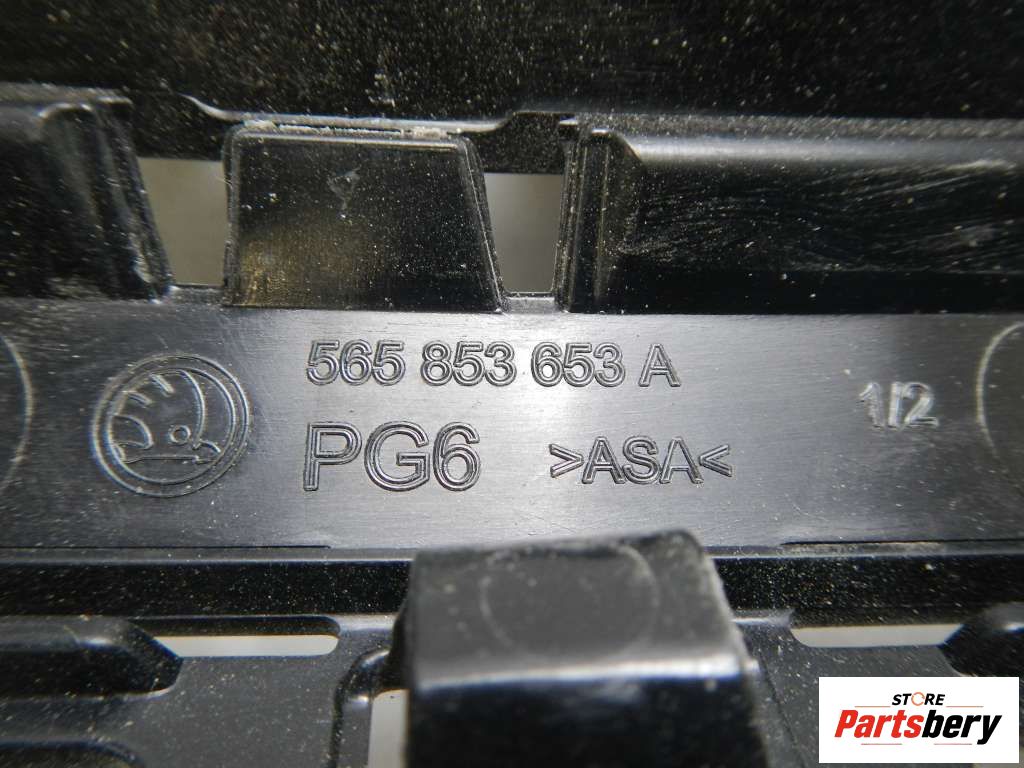 565 853 653 A
PG6 >ASA<
1/2
STORE
Partsbery